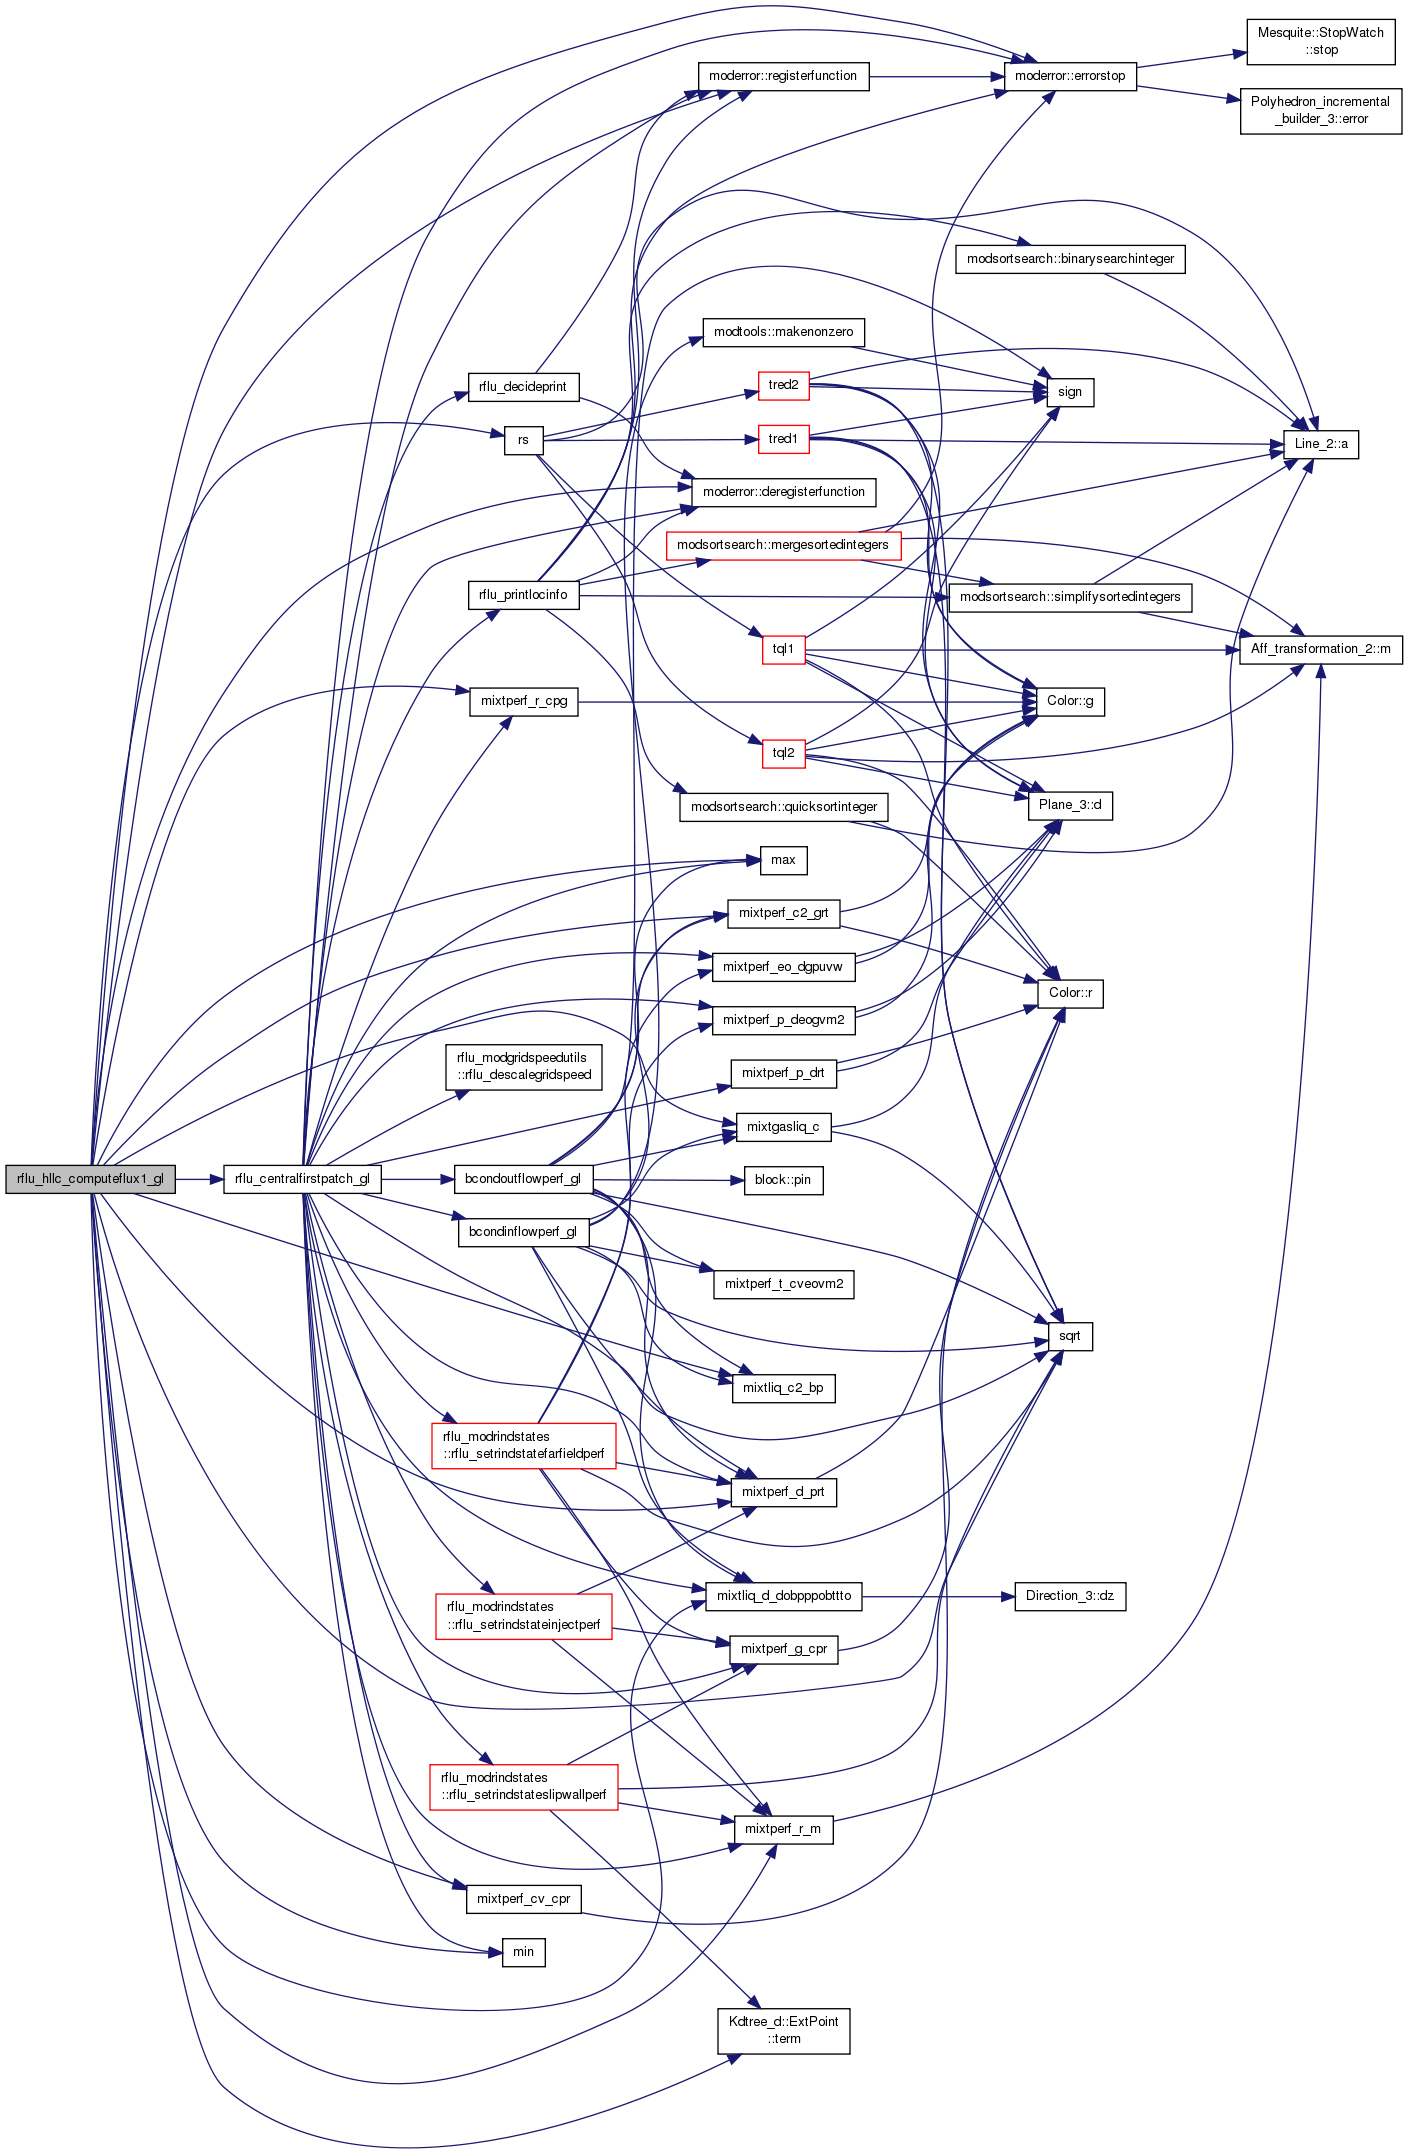 Mesquite::StopWatch
::stop
moderror::registerfunction
moderror::errorstop
Polyhedron_incremental
_builder_3::error
modsortsearch::binarysearchinteger
modtools::makenonzero
rflu_decideprint
tred2
sign
rs
tred1
Line_2::a
moderror::deregisterfunction
modsortsearch::mergesortedintegers
rflu_printlocinfo
modsortsearch::simplifysortedintegers
tql1
Aff_transformation_2::m
mixtperf_r_cpg
Color::g
tql2
modsortsearch::quicksortinteger
Plane_3::d
max
mixtperf_c2_grt
mixtperf_eo_dgpuvw
Color::r
mixtperf_p_deogvm2
rflu_modgridspeedutils
::rflu_descalegridspeed
mixtperf_p_drt
mixtgasliq_c
rflu_hllc_computeflux1_gl
rflu_centralfirstpatch_gl
bcondoutflowperf_gl
block::pin
bcondinflowperf_gl
mixtperf_t_cveovm2
sqrt
mixtliq_c2_bp
rflu_modrindstates
::rflu_setrindstatefarfieldperf
mixtperf_d_prt
mixtliq_d_dobpppobttto
Direction_3::dz
rflu_modrindstates
::rflu_setrindstateinjectperf
mixtperf_g_cpr
rflu_modrindstates
::rflu_setrindstateslipwallperf
mixtperf_r_m
mixtperf_cv_cpr
min
Kdtree_d::ExtPoint
::term